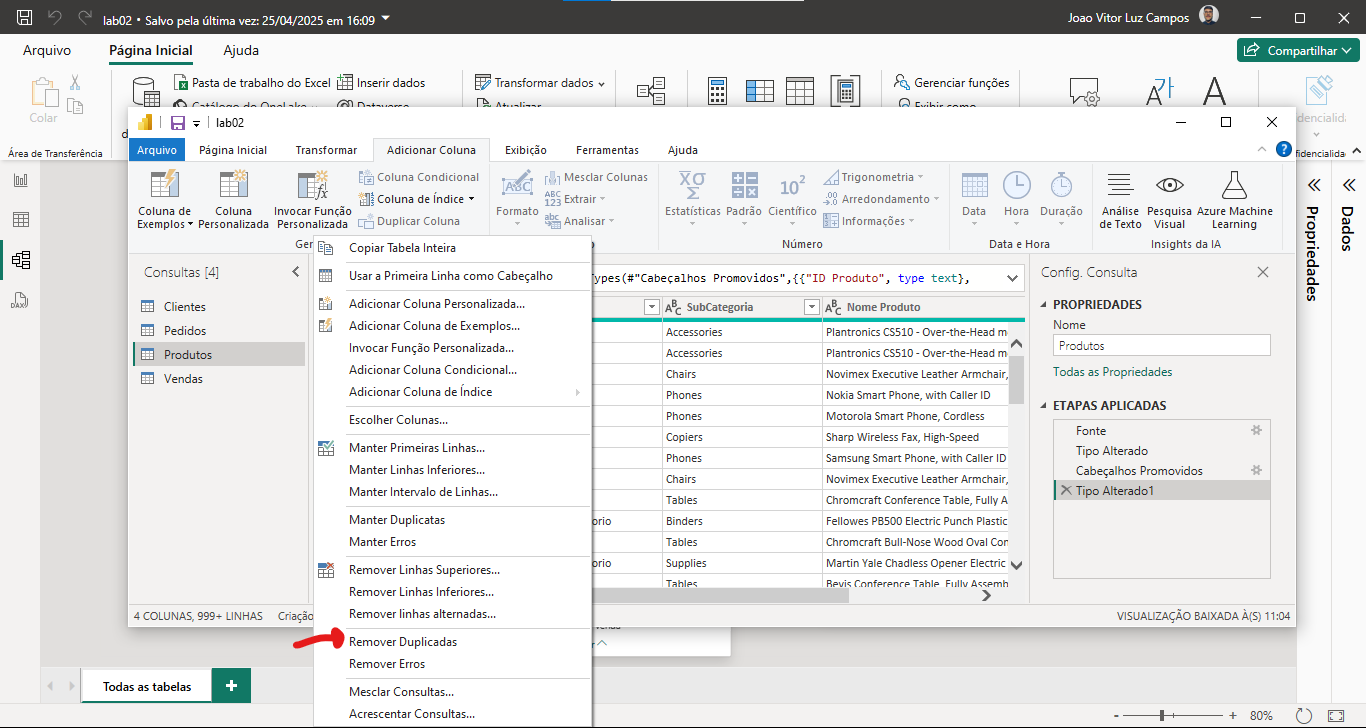 lab02 • Salvo pela última vez: 25/04/2025 em 16:09
Joao Vitor Luz Campos
Arquivo
Página Inicial
Ajuda
Compartilhar
Colar
Pasta de trabalho do Excel
Inserir dados
Transformar dados
Gerenciar funções
Catálogo do OneLake
Dataverse
Atualizar
Exibir como
Área de Transferência
lab02
Arquivo
Página Inicial
Transformar
Adicionar Coluna
Exibição
Ferramentas
Ajuda
Coluna de Exemplos
Coluna Personalizada
Invocar Função Personalizada
Coluna Condicional
Coluna de Índice
Duplicar Coluna
Formato
Mesclar Colunas
Extrair
Analisar
Estatísticas
Padrão
Científico
Trigonometria
Arredondamento
Informações
Número
Data
Hora
Duração
Data e Hora
Análise de Texto
Pesquisa Visual
Azure Machine Learning
Insights da IA
Consultas [4]
Clientes
Pedidos
Produtos
Vendas
Copiar Tabela Inteira
Usar a Primeira Linha como Cabeçalho
Adicionar Coluna Personalizada...
Adicionar Coluna de Exemplos...
Invocar Função Personalizada...
Adicionar Coluna Condicional...
Adicionar Coluna de Índice
Escolher Colunas...
Manter Primeiras Linhas...
Manter Linhas Inferiores...
Manter Intervalo de Linhas...
Manter Duplicatas
Manter Erros
Remover Linhas Superiores...
Remover Linhas Inferiores...
Remover linhas alternadas...
Remover Duplicadas
Remover Erros
Mesclar Consultas...
Acrescentar Consultas...
ypes(#"Cabeçalhos Promovidos",{{"ID Produto", type text},
SubCategoria
Nome Produto
Accessories
Plantronics CS510 - Over-the-Head m
Accessories
Plantronics CS510 - Over-the-Head m
Chairs
Novimex Executive Leather Armchair,
Phones
Nokia Smart Phone, with Caller ID
Phones
Motorola Smart Phone, Cordless
Copiers
Sharp Wireless Fax, High-Speed
Phones
Samsung Smart Phone, with Caller ID
Chairs
Novimex Executive Leather Armchair,
Tables
Chromcraft Conference Table, Fully A
orio
Binders
Fellowes PB500 Electric Punch Plastic
Tables
Chromcraft Bull-Nose Wood Oval Con
orio
Supplies
Martin Yale Chadless Opener Electric
Tables
Bevis Conference Table, Fully Assemb
Config. Consulta
PROPRIEDADES
Nome
Produtos
Todas as Propriedades
ETAPAS APLICADAS
Fonte
Tipo Alterado
Cabeçalhos Promovidos
Tipo Alterado1
4 COLUNAS, 999+ LINHAS
Criação
VISUALIZAÇÃO BAIXADA À(S) 11:04
Propriedades
Dados
Todas as tabelas
80%